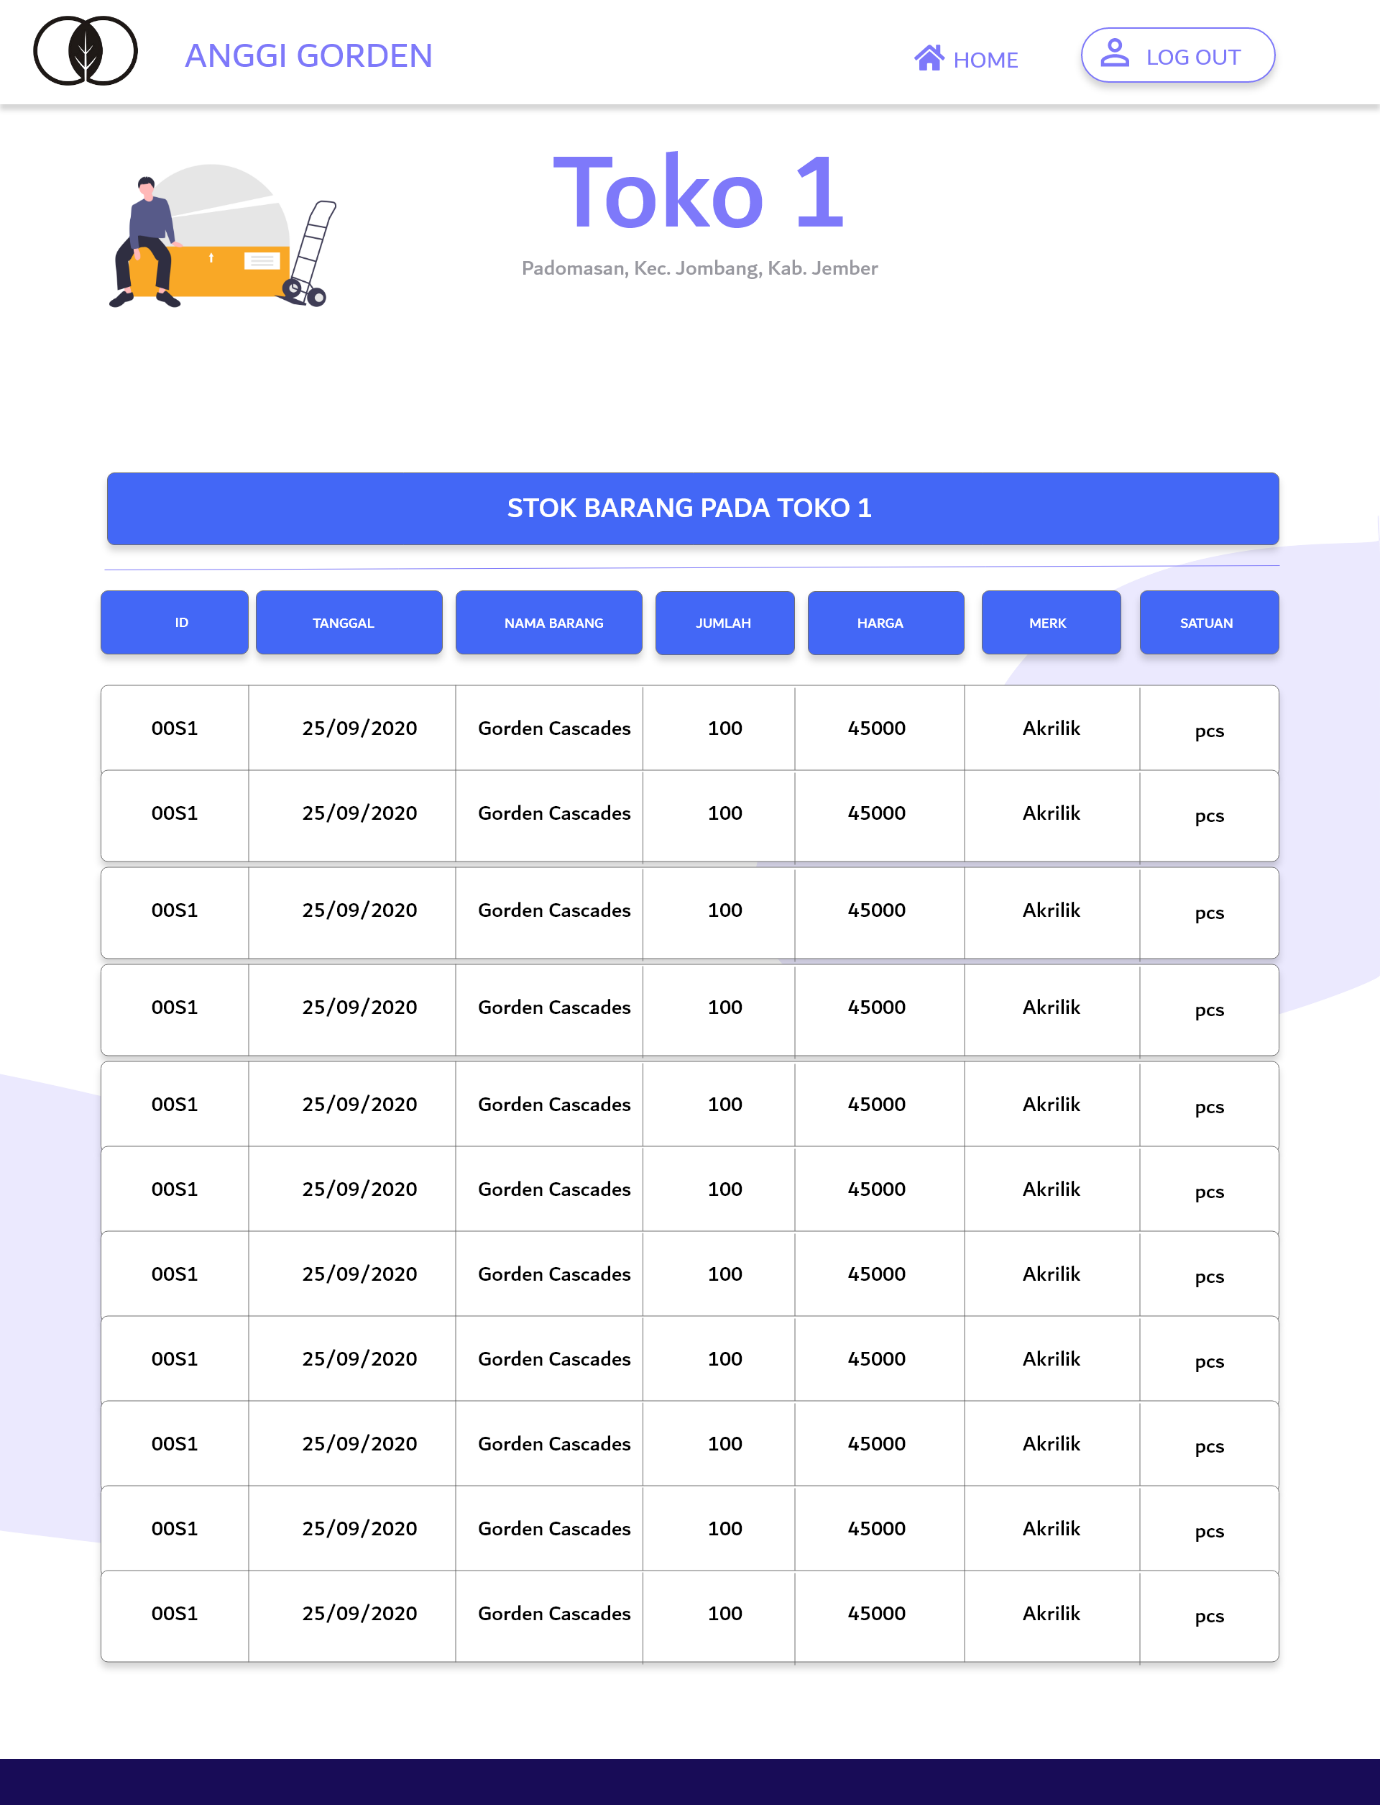 ANGGI GORDEN HOME LOG OUT
Toko 1
Padomasan, Kec. Jombang, Kab. Jember
STOK BARANG PADA TOKO 1
ID TANGGAL NAMA BARANG JUMLAH HARGA MERK SATUAN
00S1 25/09/2020 Gorden Cascades 100 45000 Akrilik pcs
00S1 25/09/2020 Gorden Cascades 100 45000 Akrilik pcs
00S1 25/09/2020 Gorden Cascades 100 45000 Akrilik pcs
00S1 25/09/2020 Gorden Cascades 100 45000 Akrilik pcs
00S1 25/09/2020 Gorden Cascades 100 45000 Akrilik pcs
00S1 25/09/2020 Gorden Cascades 100 45000 Akrilik pcs
00S1 25/09/2020 Gorden Cascades 100 45000 Akrilik pcs
00S1 25/09/2020 Gorden Cascades 100 45000 Akrilik pcs
00S1 25/09/2020 Gorden Cascades 100 45000 Akrilik pcs
00S1 25/09/2020 Gorden Cascades 100 45000 Akrilik pcs
00S1 25/09/2020 Gorden Cascades 100 45000 Akrilik pcs